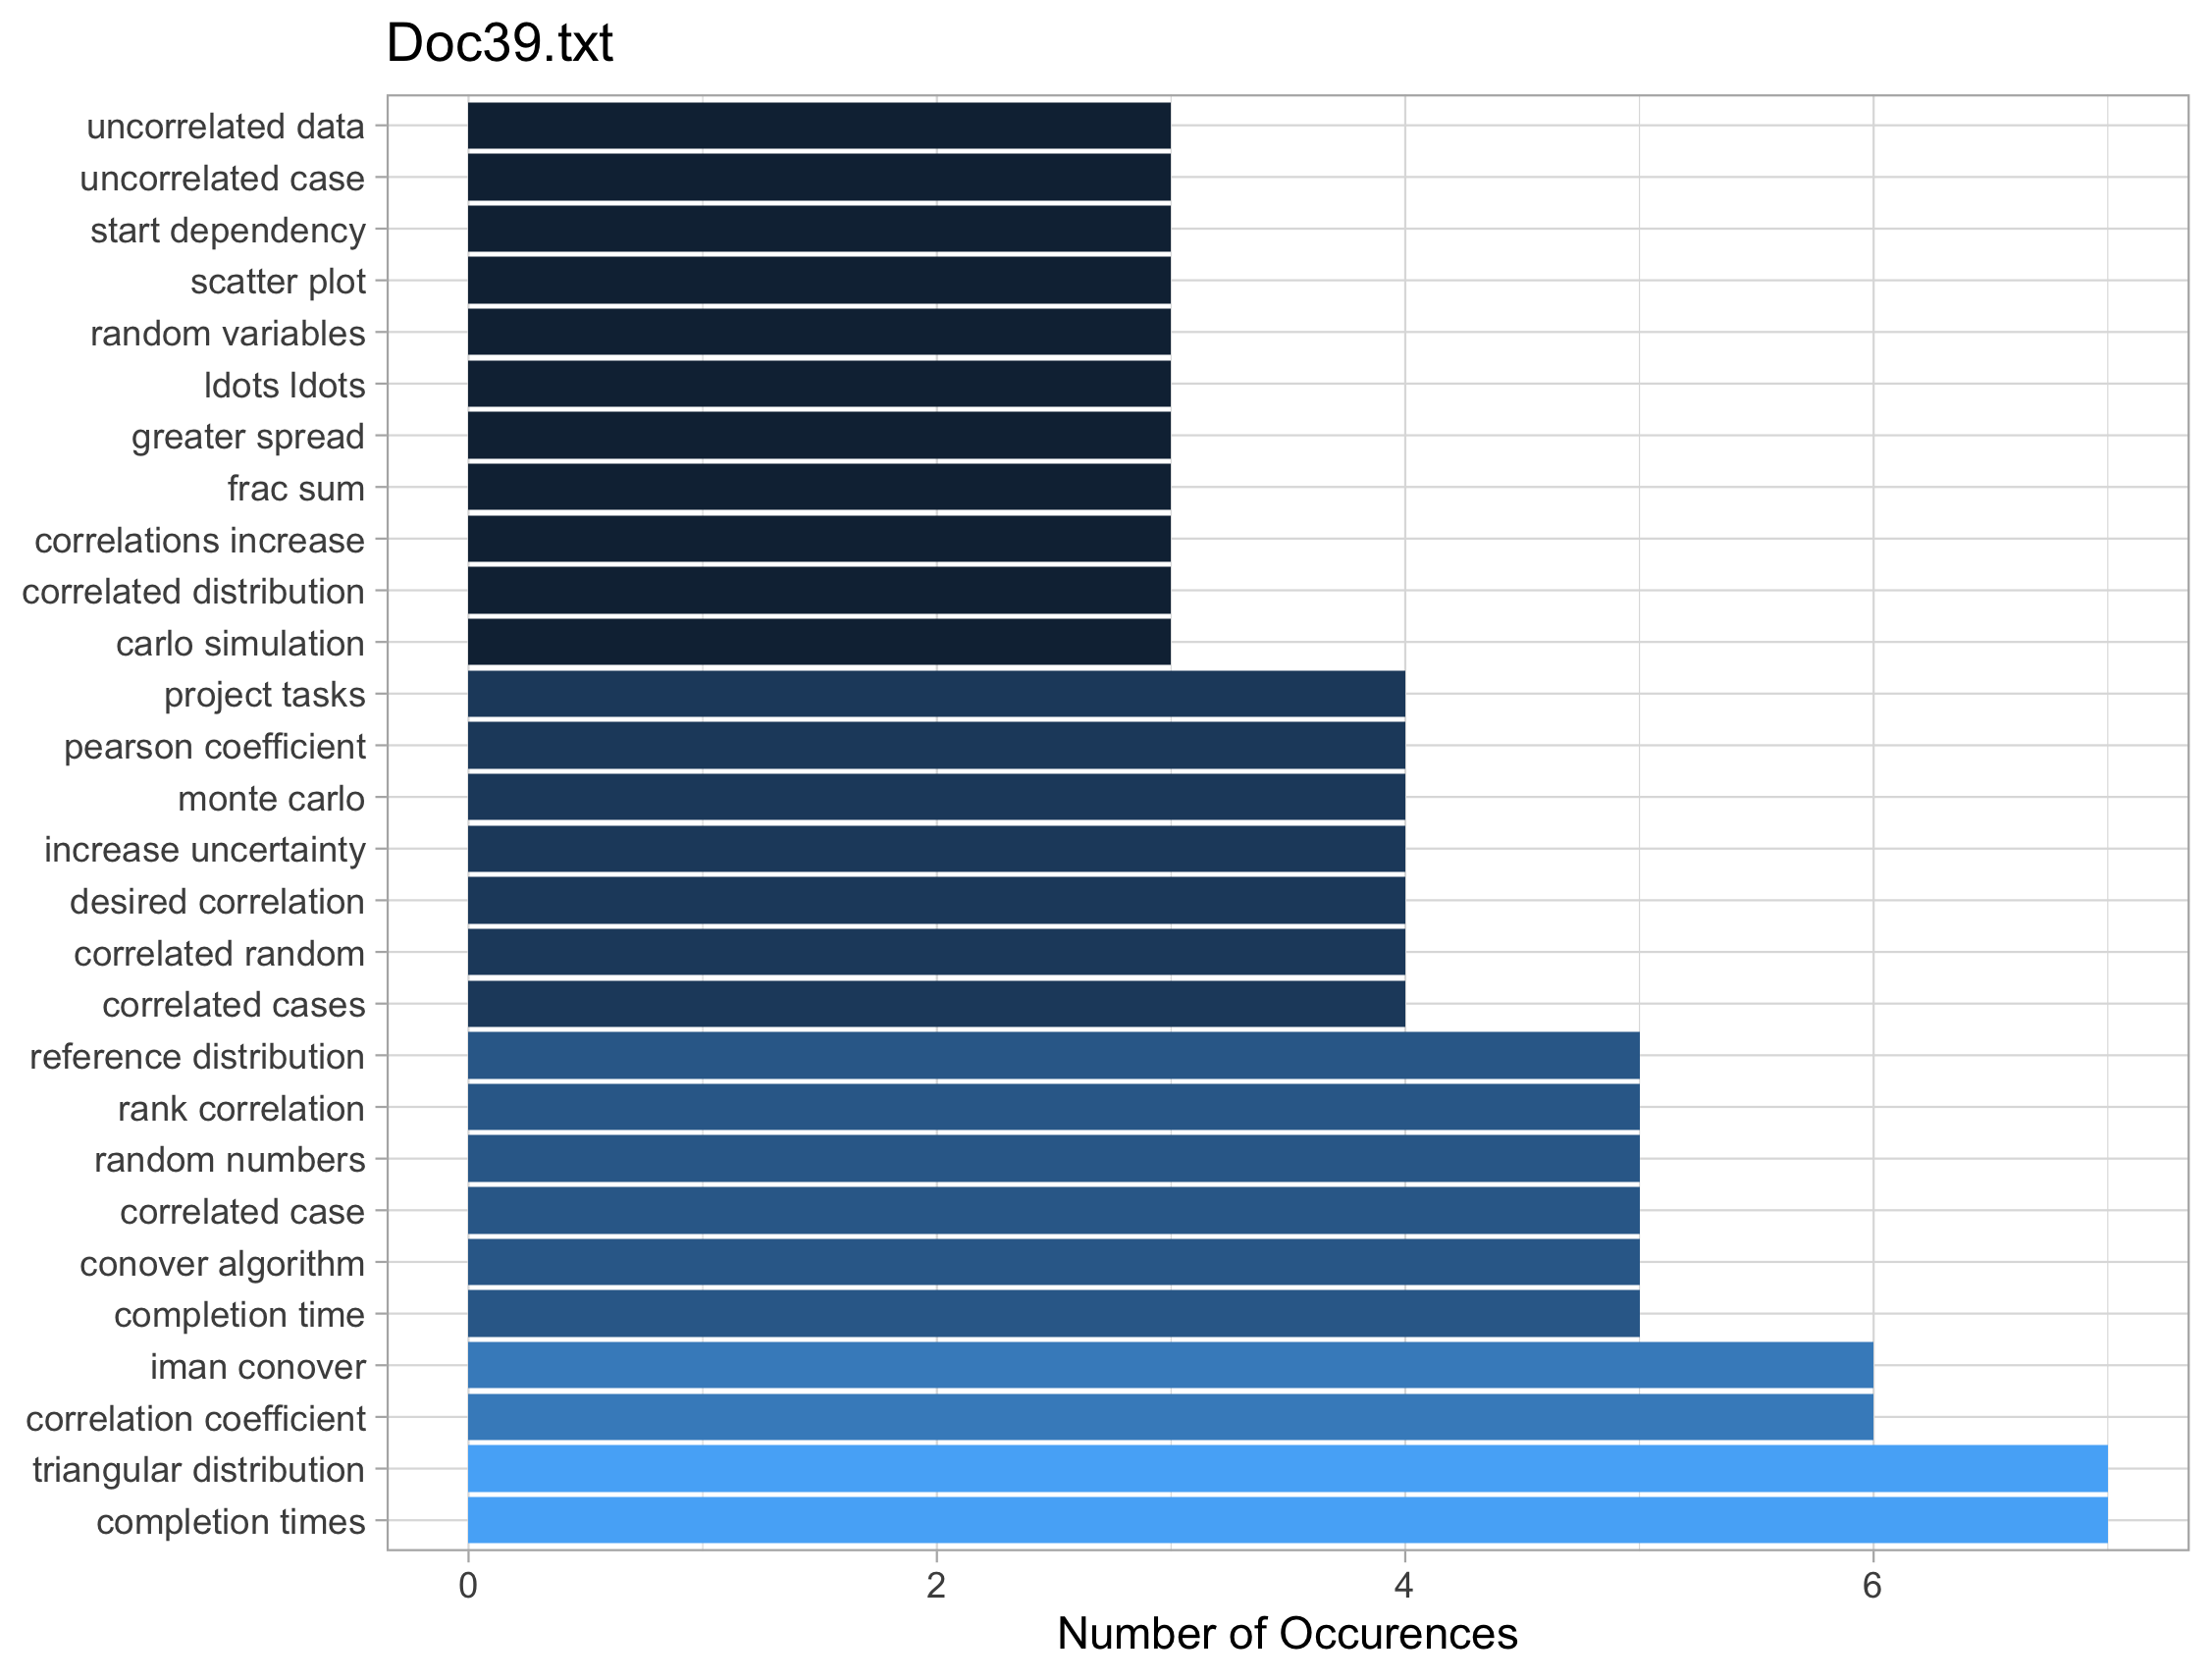 Doc39.txt
uncorrelated data
uncorrelated case
start dependency
scatter plot
random variables
ldots ldots
greater spread
frac sum
correlations increase
correlated distribution
carlo simulation
project tasks
pearson coefficient
monte carlo
increase uncertainty
desired correlation
correlated random
correlated cases
reference distribution
rank correlation
random numbers
correlated case
conover algorithm
completion time
iman conover
correlation coefficient
triangular distribution
completion times
0 2 4 6
Number of Occurences